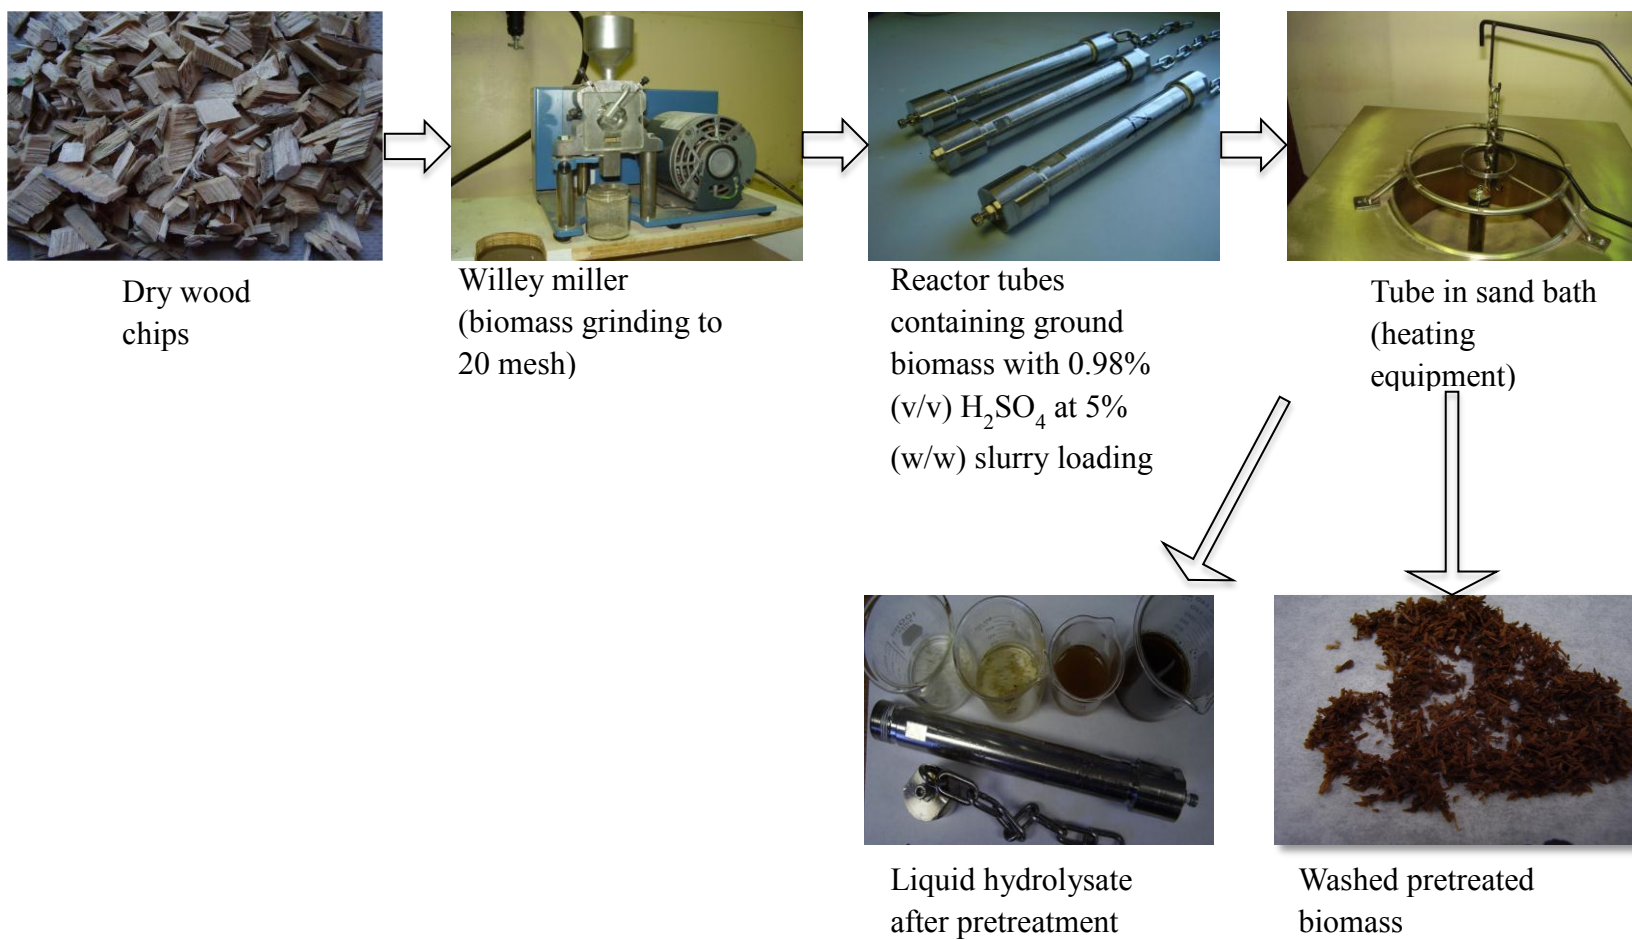 Dry wood
chips
Willey miller
(biomass grinding to
20 mesh)
Reactor tubes
containing ground
biomass with 0.98%
(v/v) H₂SO₄ at 5%
(w/w) slurry loading
Tube in sand bath
(heating
equipment)
Liquid hydrolysate
after pretreatment
Washed pretreated
biomass